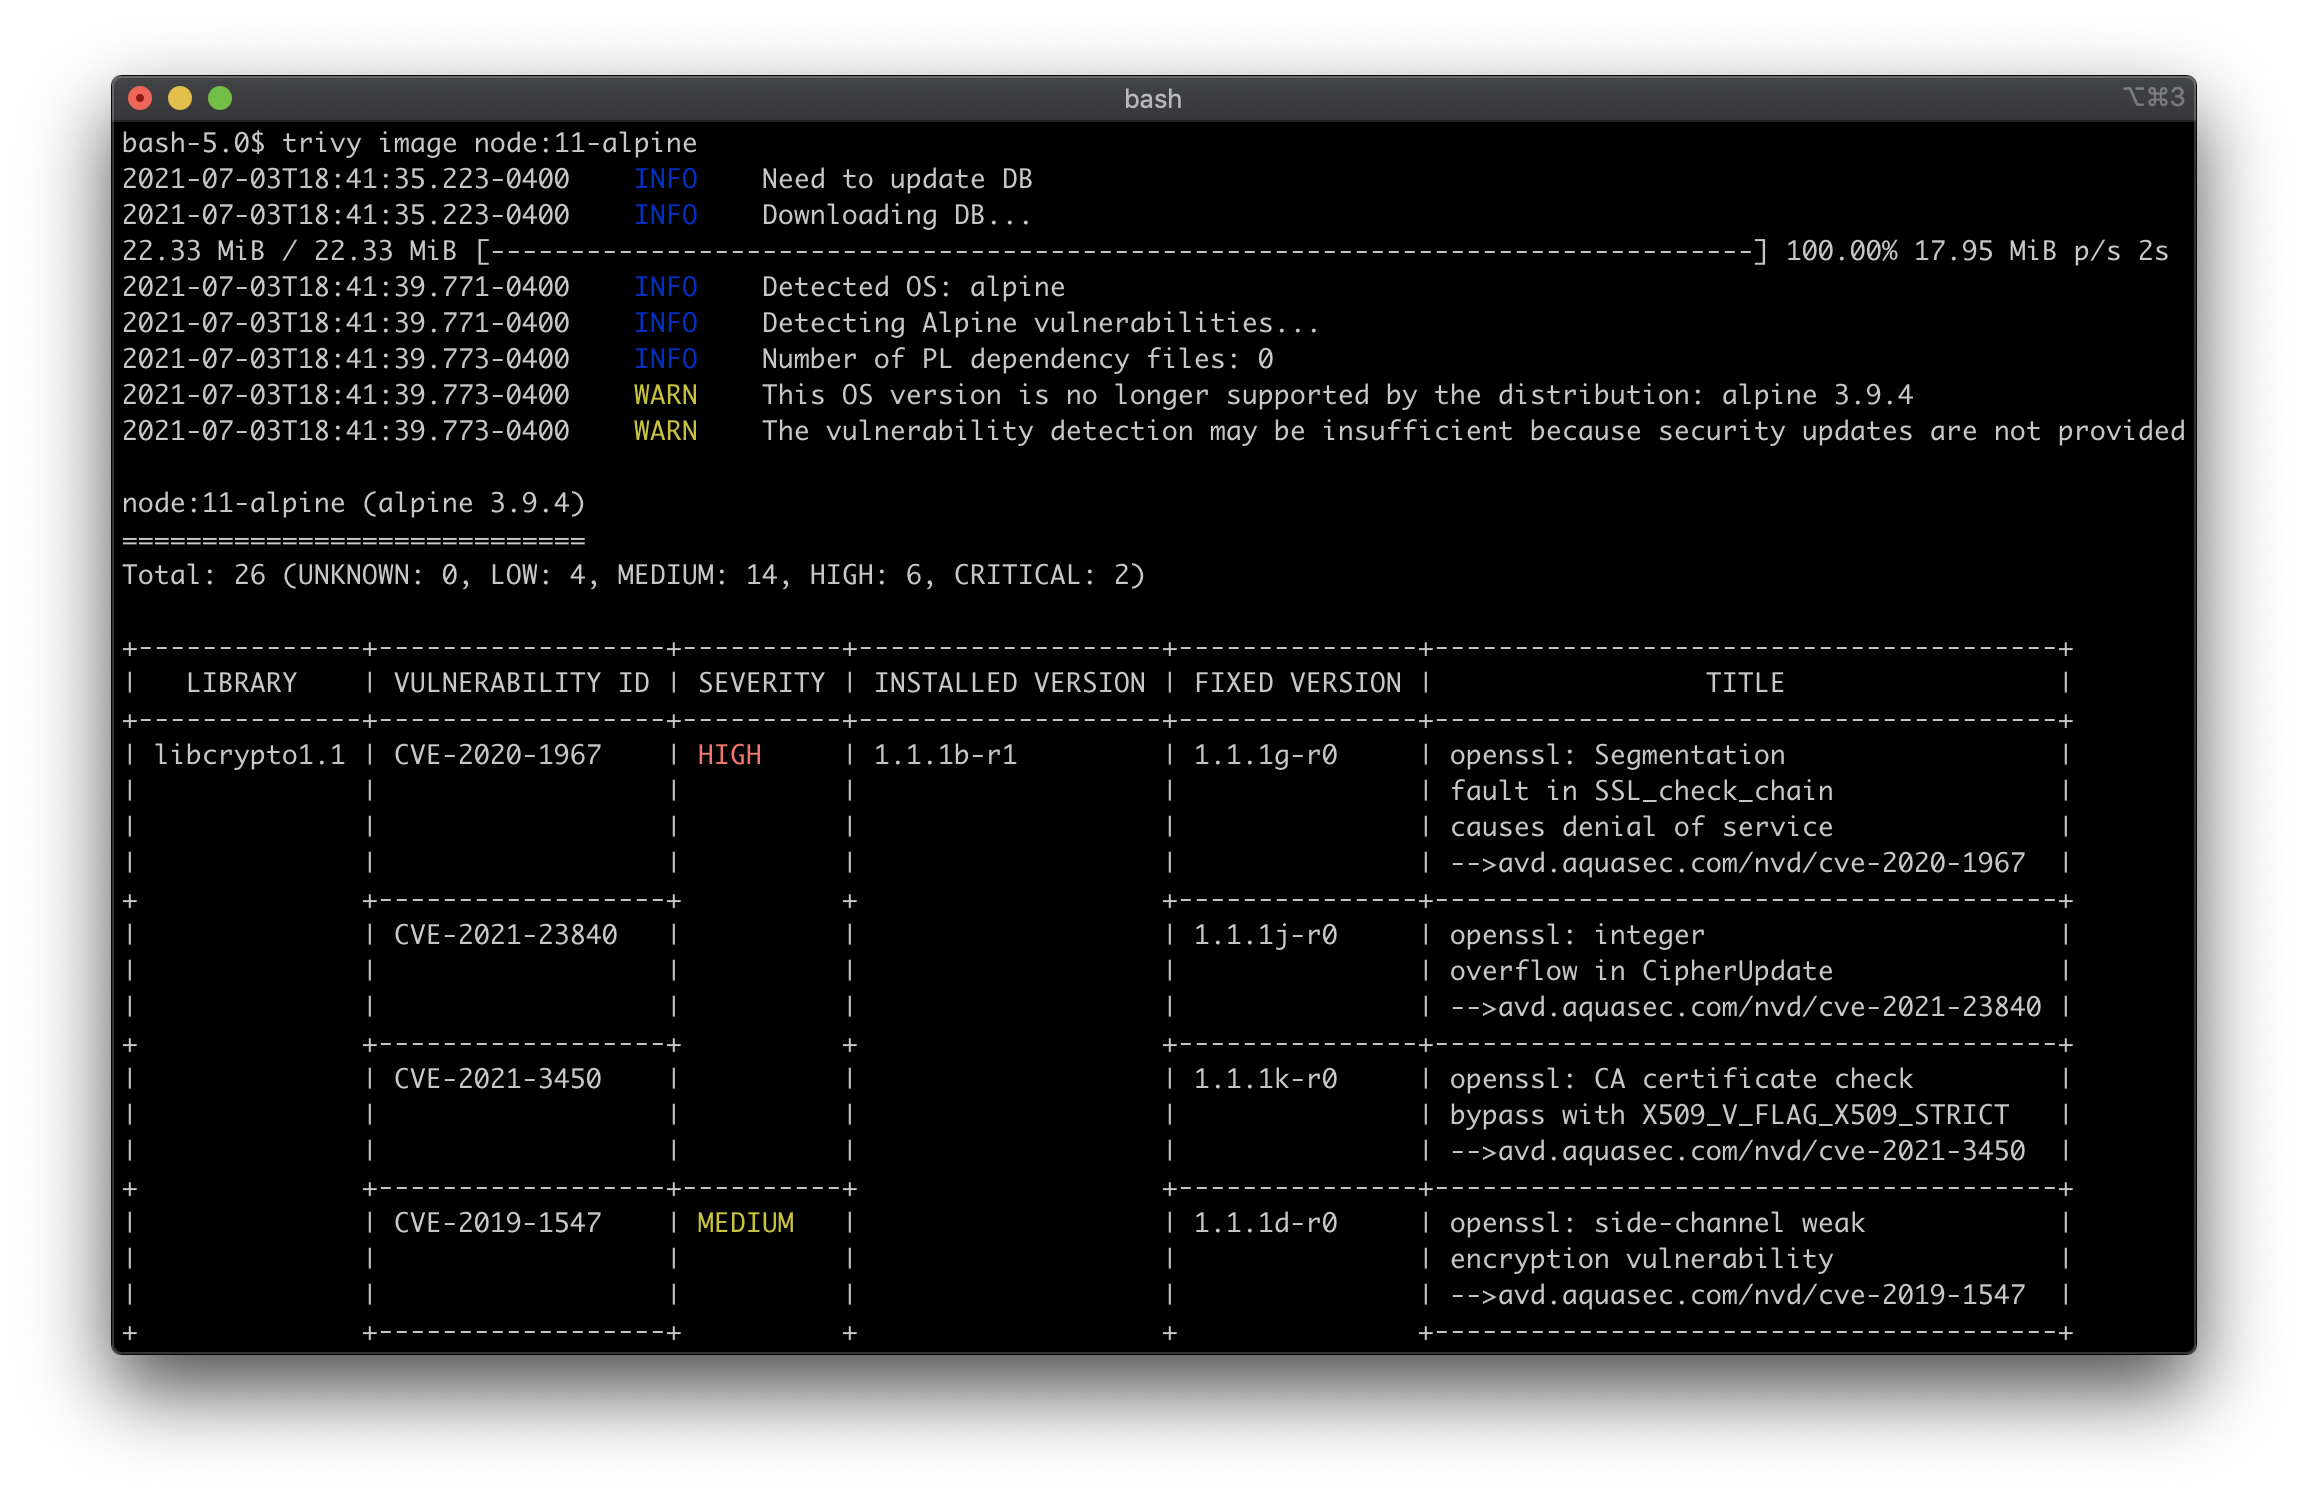 bash
⌥⌘3
bash-5.0$ trivy image node:11-alpine
2021-07-03T18:41:35.223-0400    INFO    Need to update DB
2021-07-03T18:41:35.223-0400    INFO    Downloading DB...
22.33 MiB / 22.33 MiB [-------------------------------------------------------------------------------] 100.00% 17.95 MiB p/s 2s
2021-07-03T18:41:39.771-0400    INFO    Detected OS: alpine
2021-07-03T18:41:39.771-0400    INFO    Detecting Alpine vulnerabilities...
2021-07-03T18:41:39.773-0400    INFO    Number of PL dependency files: 0
2021-07-03T18:41:39.773-0400    WARN    This OS version is no longer supported by the distribution: alpine 3.9.4
2021-07-03T18:41:39.773-0400    WARN    The vulnerability detection may be insufficient because security updates are not provided

node:11-alpine (alpine 3.9.4)
=============================
Total: 26 (UNKNOWN: 0, LOW: 4, MEDIUM: 14, HIGH: 6, CRITICAL: 2)

+--------------+------------------+----------+-------------------+---------------+---------------------------------------+
|   LIBRARY    | VULNERABILITY ID | SEVERITY | INSTALLED VERSION | FIXED VERSION |                 TITLE                 |
+--------------+------------------+----------+-------------------+---------------+---------------------------------------+
| libcrypto1.1 | CVE-2020-1967    | HIGH     | 1.1.1b-r1         | 1.1.1g-r0     | openssl: Segmentation                 |
|              |                  |          |                   |               | fault in SSL_check_chain              |
|              |                  |          |                   |               | causes denial of service              |
|              |                  |          |                   |               | -->avd.aquasec.com/nvd/cve-2020-1967  |
+              +------------------+          +                   +---------------+---------------------------------------+
|              | CVE-2021-23840   |          |                   | 1.1.1j-r0     | openssl: integer                      |
|              |                  |          |                   |               | overflow in CipherUpdate              |
|              |                  |          |                   |               | -->avd.aquasec.com/nvd/cve-2021-23840 |
+              +------------------+          +                   +---------------+---------------------------------------+
|              | CVE-2021-3450    |          |                   | 1.1.1k-r0     | openssl: CA certificate check         |
|              |                  |          |                   |               | bypass with X509_V_FLAG_X509_STRICT   |
|              |                  |          |                   |               | -->avd.aquasec.com/nvd/cve-2021-3450  |
+              +------------------+----------+                   +---------------+---------------------------------------+
|              | CVE-2019-1547    | MEDIUM   |                   | 1.1.1d-r0     | openssl: side-channel weak            |
|              |                  |          |                   |               | encryption vulnerability              |
|              |                  |          |                   |               | -->avd.aquasec.com/nvd/cve-2019-1547  |
+              +------------------+          +                   +               +---------------------------------------+